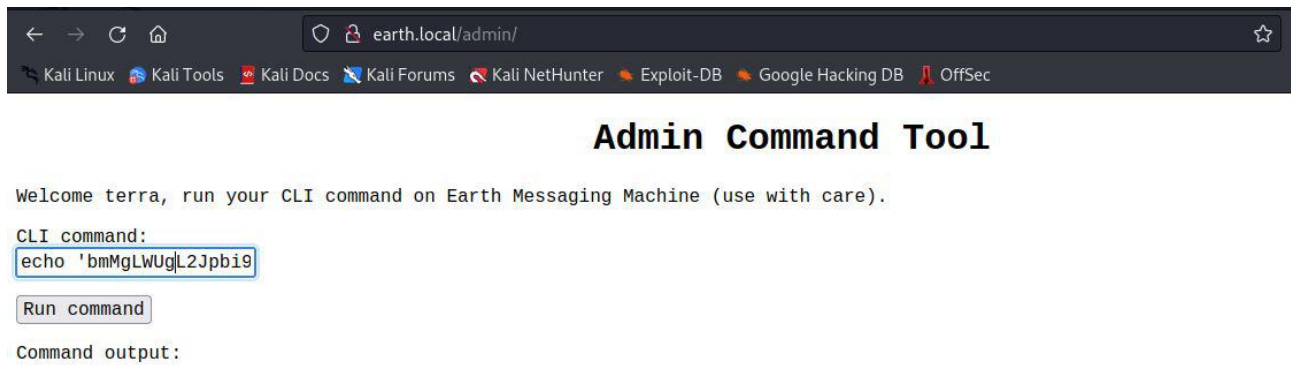 earth.local/admin/
Kali Linux Kali Tools Kali Docs Kali Forums Kali NetHunter Exploit-DB Google Hacking DB OffSec
Admin Command Tool
Welcome terra, run your CLI command on Earth Messaging Machine (use with care).
CLI command:
echo 'bmMgLWUgL2Jpbi9
Run command
Command output: